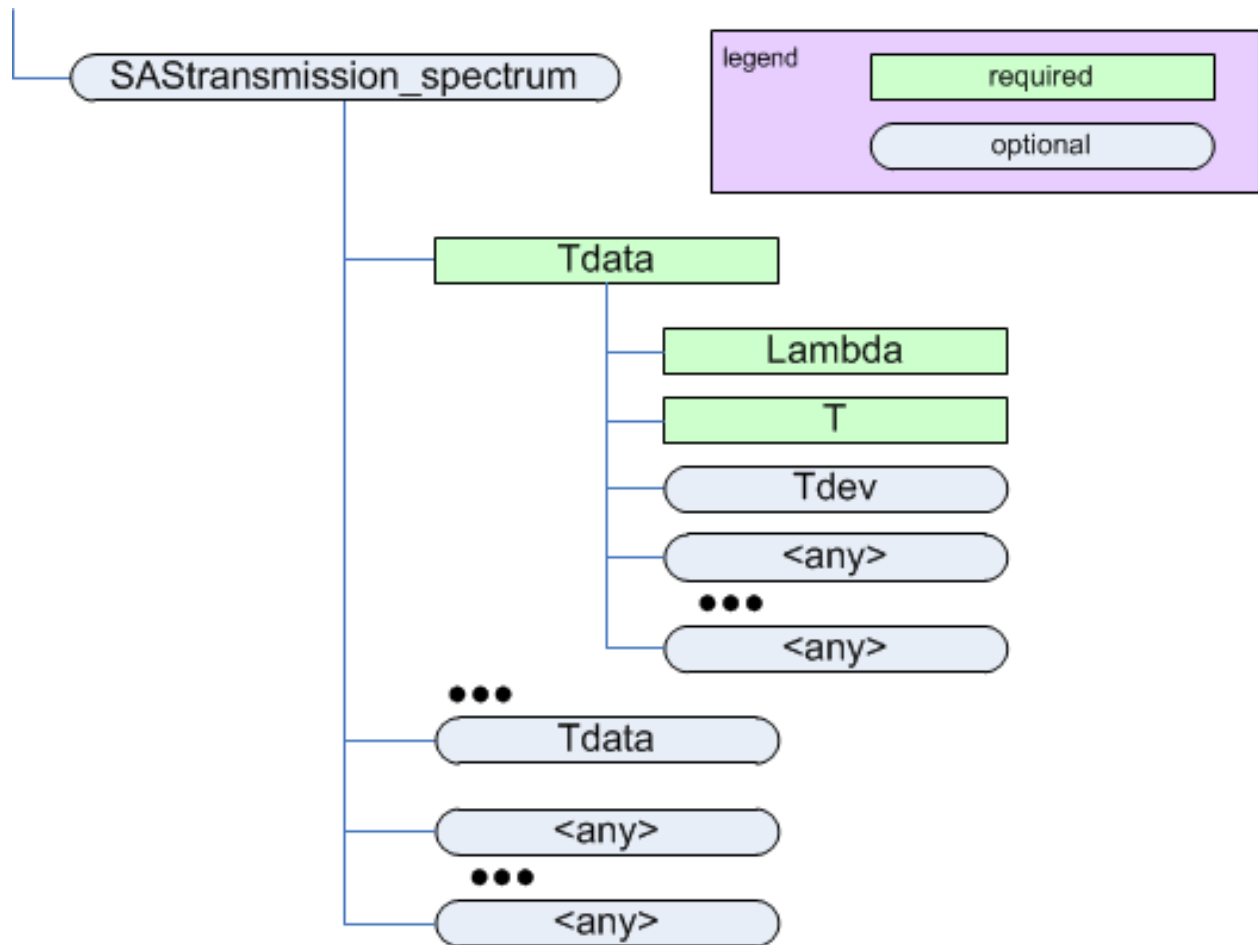 SAStransmission_spectrum
legend
required
optional
Tdata
Lambda
T
Tdev
<any>
<any>
Tdata
<any>
<any>